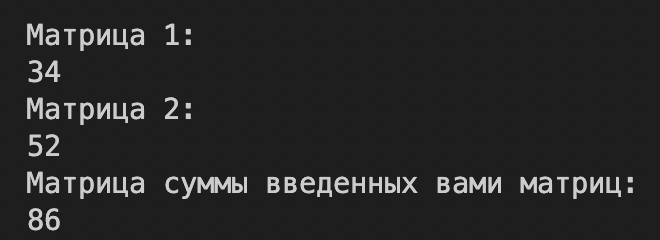 Матрица 1:
34
Матрица 2:
52
Матрица суммы введенных вами матриц:
86